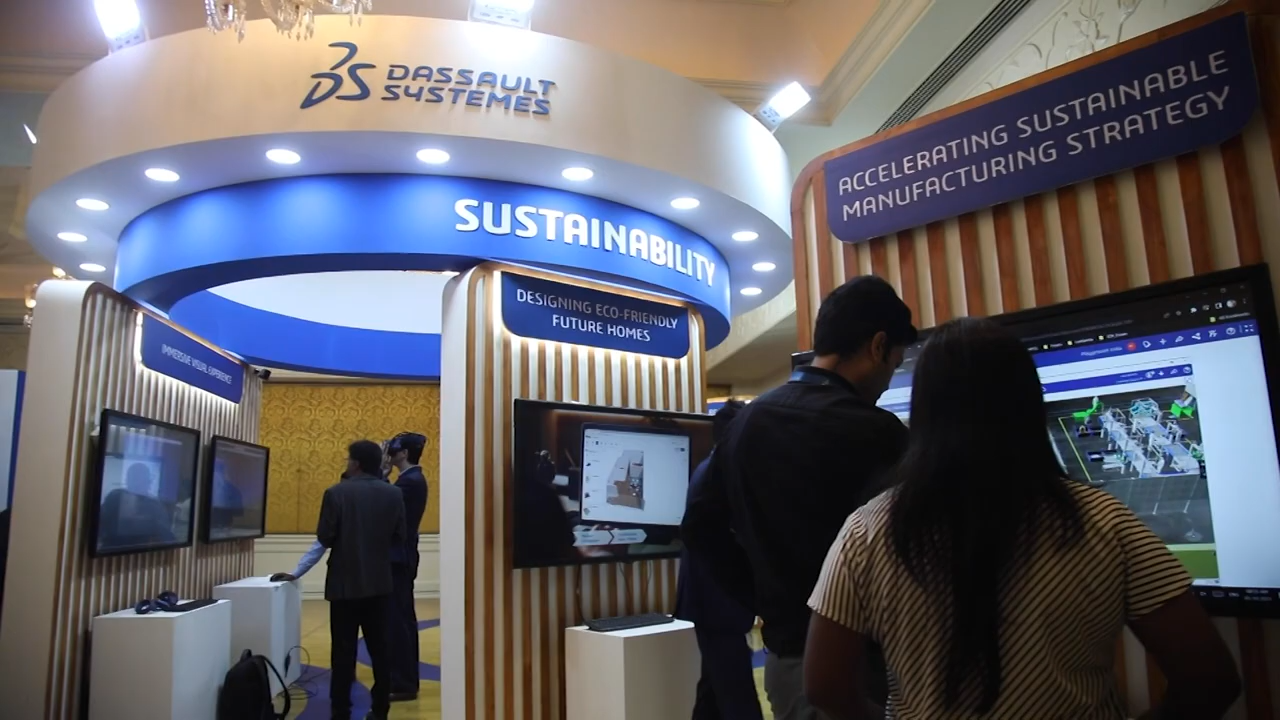 DASSAULT
SYSTEMES
SUSTAINABILITY
ACCELERATING SUSTAINABLE
MANUFACTURING STRATEGY
DESIGNING ECO-FRIENDLY
FUTURE HOMES
IMMERSIVE VISUAL EXPERIENCE